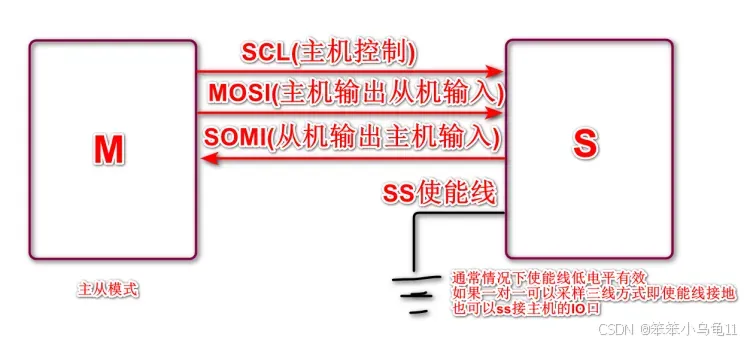 SCL(主机控制)
MOSI(主机输出从机输入)
SOMI(从机输出主机输入)
M
S
SS使能线
主从模式
通常情况下使能线低电平有效
如果一对一可以采样三线方式即使能线接地
也可以ss接主机的IO口
CSDN @笨笨小乌龟11